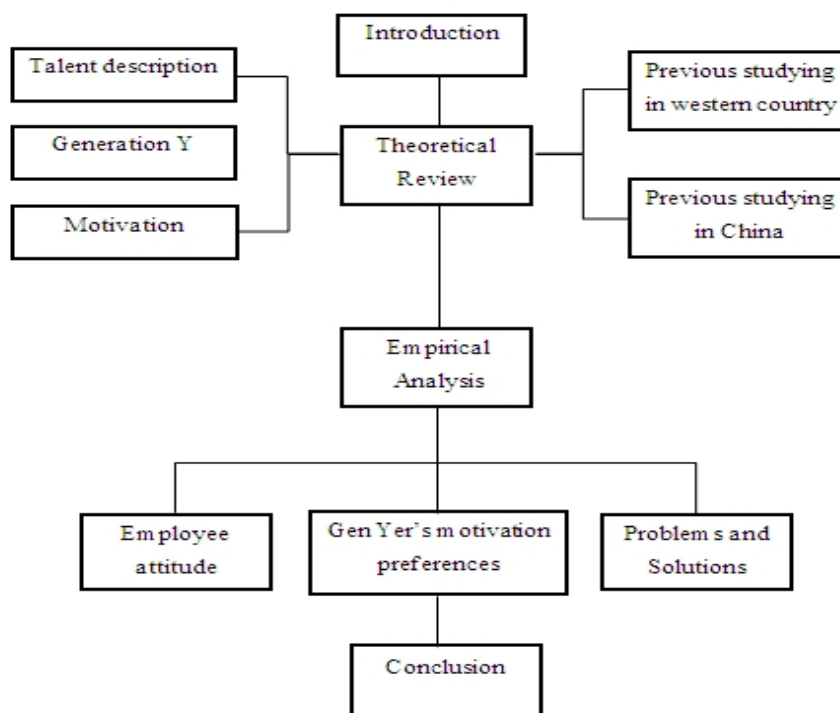 Introduction
Talent description
Generation Y
Motivation
Theoretical
Review
Previous studying
in western country
Previous studying
in China
Empirical
Analysis
Employee
attitude
Gen Yer’s motivation
preferences
Problems and
Solutions
Conclusion